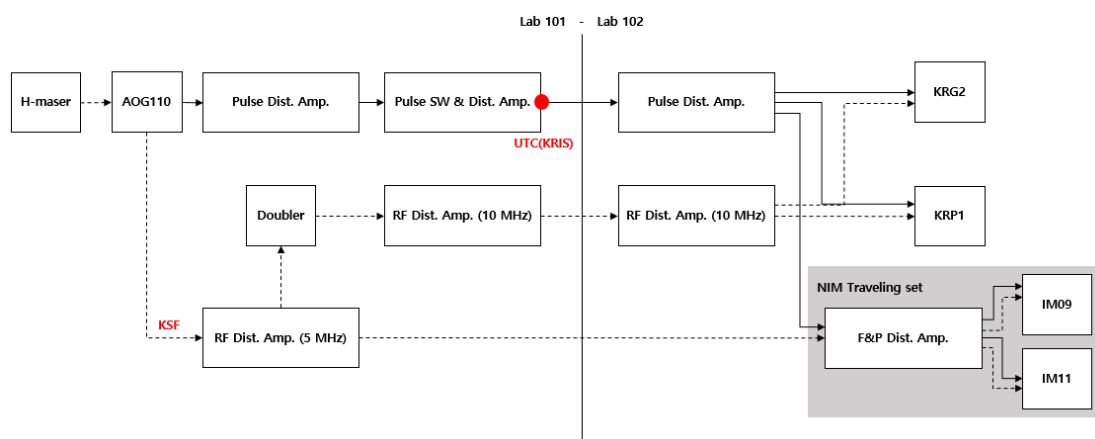 Lab 101 - Lab 102
H-maser
AOG110
Pulse Dist. Amp.
Pulse SW & Dist. Amp.
Pulse Dist. Amp.
KRG2
UTC(KRIS)
Doubler
RF Dist. Amp. (10 MHz)
RF Dist. Amp. (10 MHz)
KRP1
NIM Traveling set
KSF
RF Dist. Amp. (5 MHz)
F&P Dist. Amp.
IM09
IM11